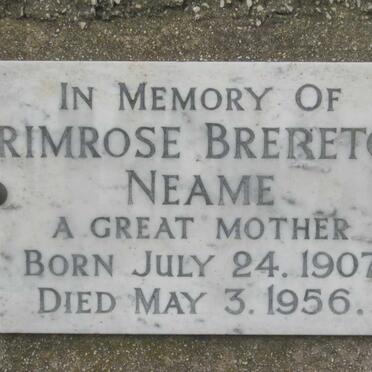 IN MEMORY OF
RIMROSE BRERETO
NEAME
A GREAT MOTHER
BORN JULY 24. 1907
DIED MAY 3. 1956.